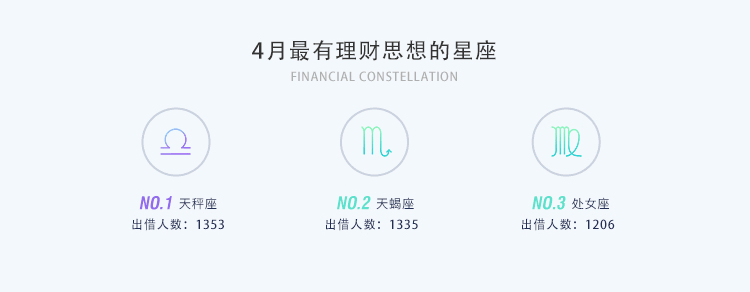 4月最有理财思想的星座
FINANCIAL CONSTELLATION
NO.1 天秤座
出借人数：1353
NO.2 天蝎座
出借人数：1335
NO.3 处女座
出借人数：1206